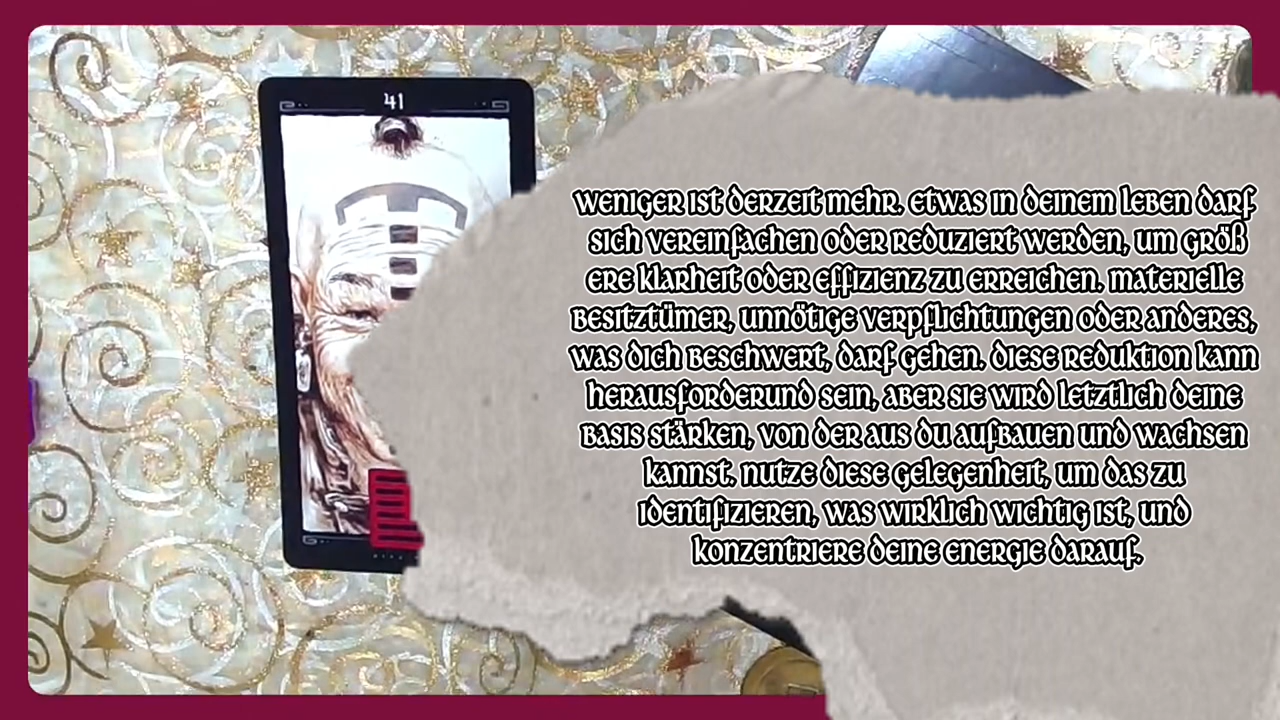 41
weniger ist derzeit mehr. etwas in deinem leben darf
sich vereinfachen oder reduziert werden, um größ
ere klarheit oder effizienz zu erreichen. materielle
besitztümer, unnötige verpflichtungen oder anderes,
was dich beschwert, darf gehen. diese reduktion kann
herausforderund sein, aber sie wird letztlich deine
basis stärken, von der aus du aufbauen und wachsen
kannst. nutze diese gelegenheit, um das zu
identifizieren, was wirklich wichtig ist, und
konzentriere deine energie darauf.